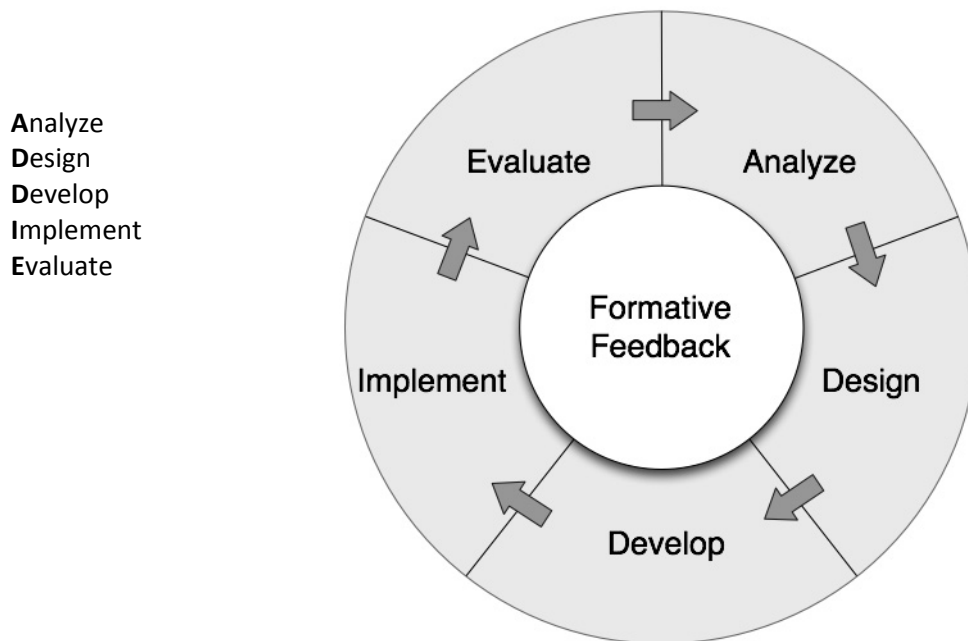 Analyze
Design
Develop
Implement
Evaluate
Evaluate
Analyze
Formative
Feedback
Implement
Design
Develop